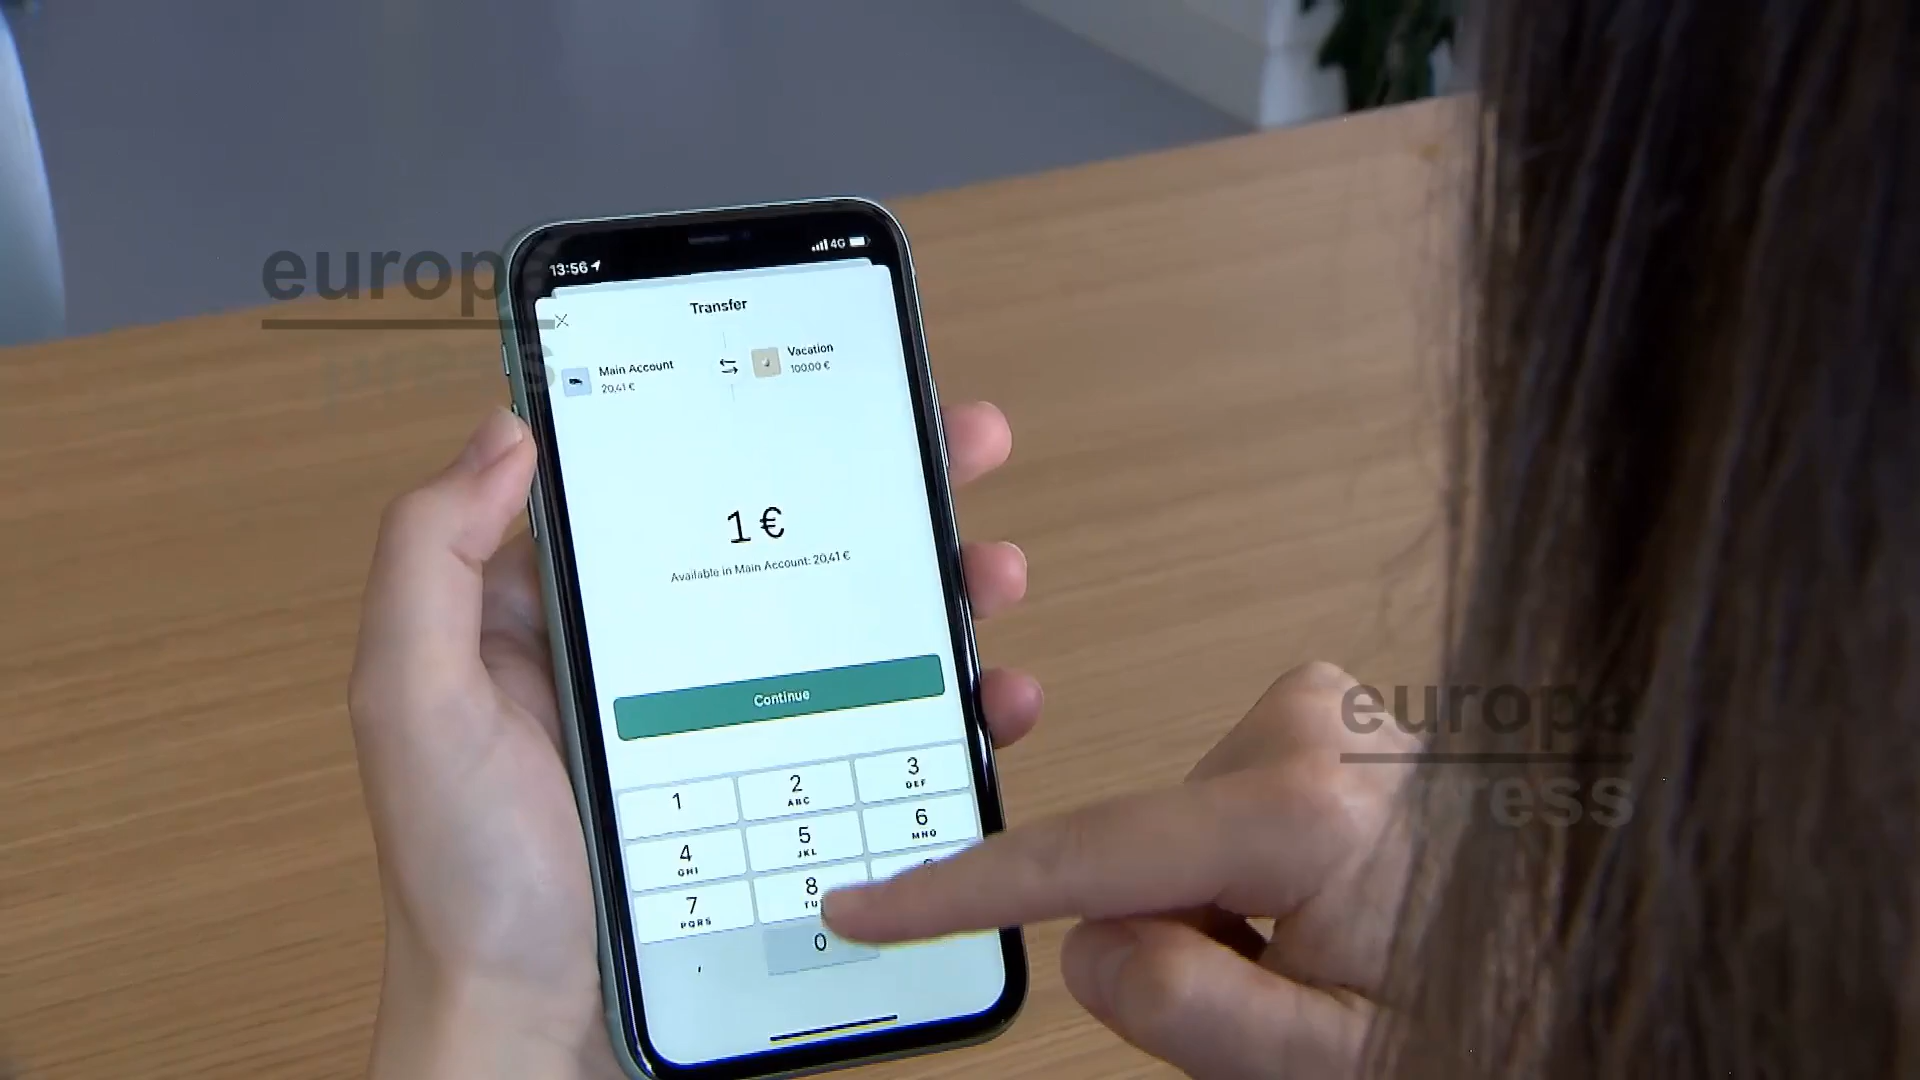 europa
press
13:56
4G
Transfer
Main Account
20,41 €
Vacation
100,00 €
1 €
Available in Main Account: 20,41 €
Continue
1
2
ABC
3
DEF
4
GHI
5
JKL
6
MNO
7
PQRS
8
TU
,
0
europa
press